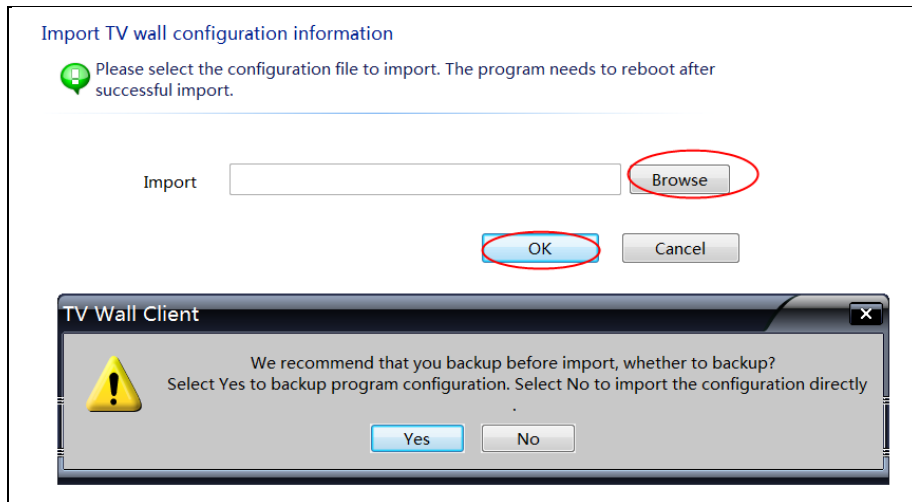 Import TV wall configuration information
Please select the configuration file to import. The program needs to reboot after
successful import.
Import
Browse
OK
Cancel
TV Wall Client
We recommend that you backup before import, whether to backup?
Select Yes to backup program configuration. Select No to import the configuration directly
.
Yes
No